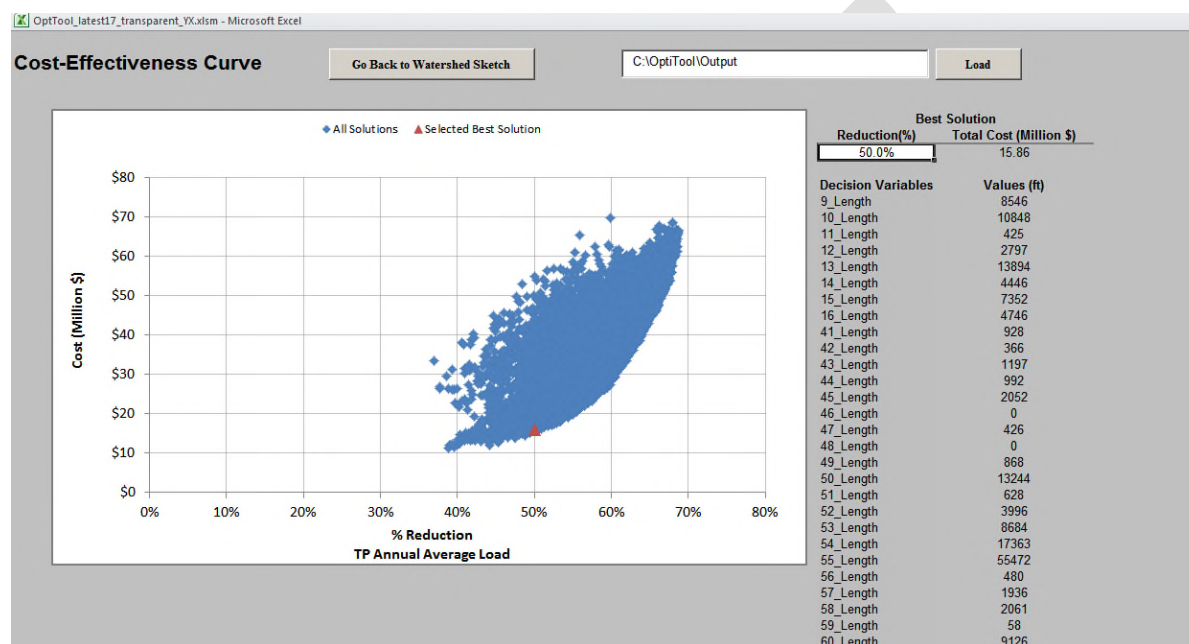 OptTool_latest17_transparent_YX.xlsm - Microsoft Excel
Cost-Effectiveness Curve
Go Back to Watershed Sketch
C:\OptiTool\Output
Load
All Solutions
Selected Best Solution
$80
$70
$60
$50
$40
$30
$20
$10
$0
Cost (Million $)
0% 10% 20% 30% 40% 50% 60% 70% 80%
% Reduction
TP Annual Average Load
Best Solution
Reduction(%) Total Cost (Million $)
50.0% 15.86
Decision Variables Values (ft)
9_Length 8546
10_Length 10848
11_Length 425
12_Length 2797
13_Length 13894
14_Length 4446
15_Length 7352
16_Length 4746
41_Length 928
42_Length 366
43_Length 1197
44_Length 992
45_Length 2052
46_Length 0
47_Length 426
48_Length 0
49_Length 868
50_Length 13244
51_Length 628
52_Length 3996
53_Length 8684
54_Length 17363
55_Length 55472
56_Length 480
57_Length 1936
58_Length 2061
59_Length 58
60_Length 9126